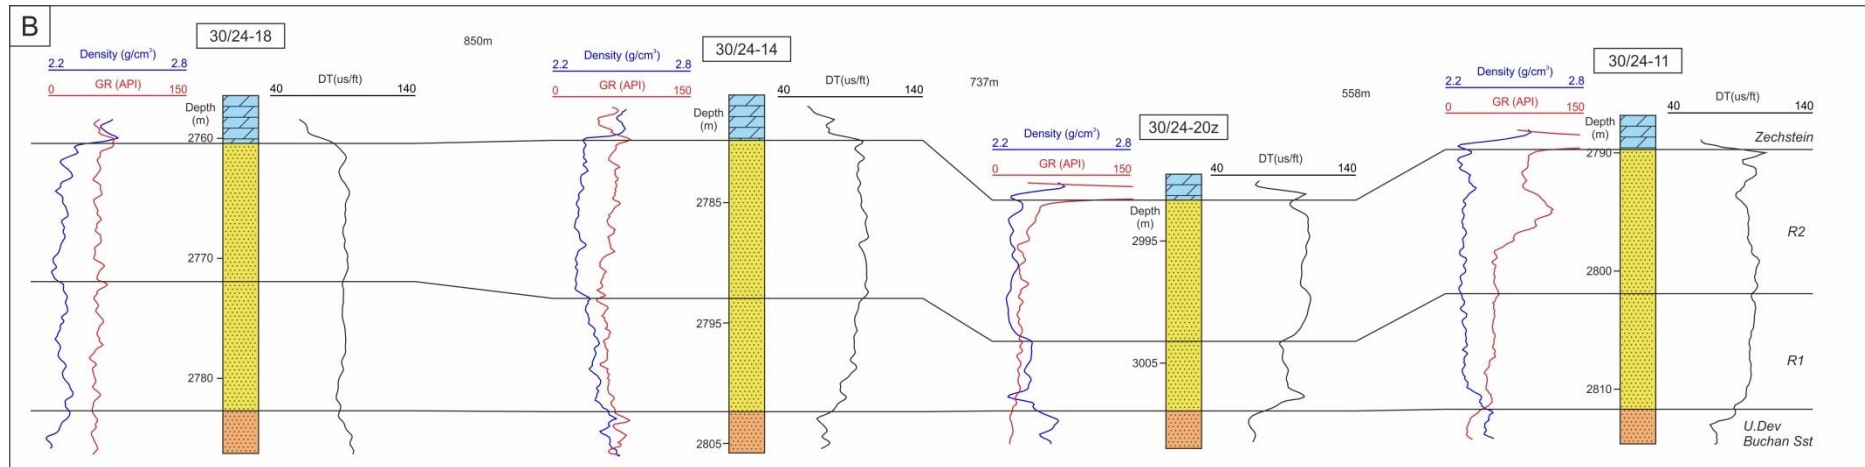 B
30/24-18
Density (g/cm³)
2.2 2.8
GR (API)
0 150
DT(us/ft)
40 140
Depth
(m)
2760
2770
2780
850m
30/24-14
Density (g/cm³)
2.2 2.8
GR (API)
0 150
DT(us/ft)
40 140
Depth
(m)
2785
2795
2805
737m
30/24-20z
Density (g/cm³)
2.2 2.8
GR (API)
0 150
DT(us/ft)
40 140
Depth
(m)
2995
3005
558m
30/24-11
Density (g/cm³)
2.2 2.8
GR (API)
0 150
DT(us/ft)
40 140
Depth
(m)
2790
2800
2810
Zechstein
R2
R1
U.Dev
Buchan Sst